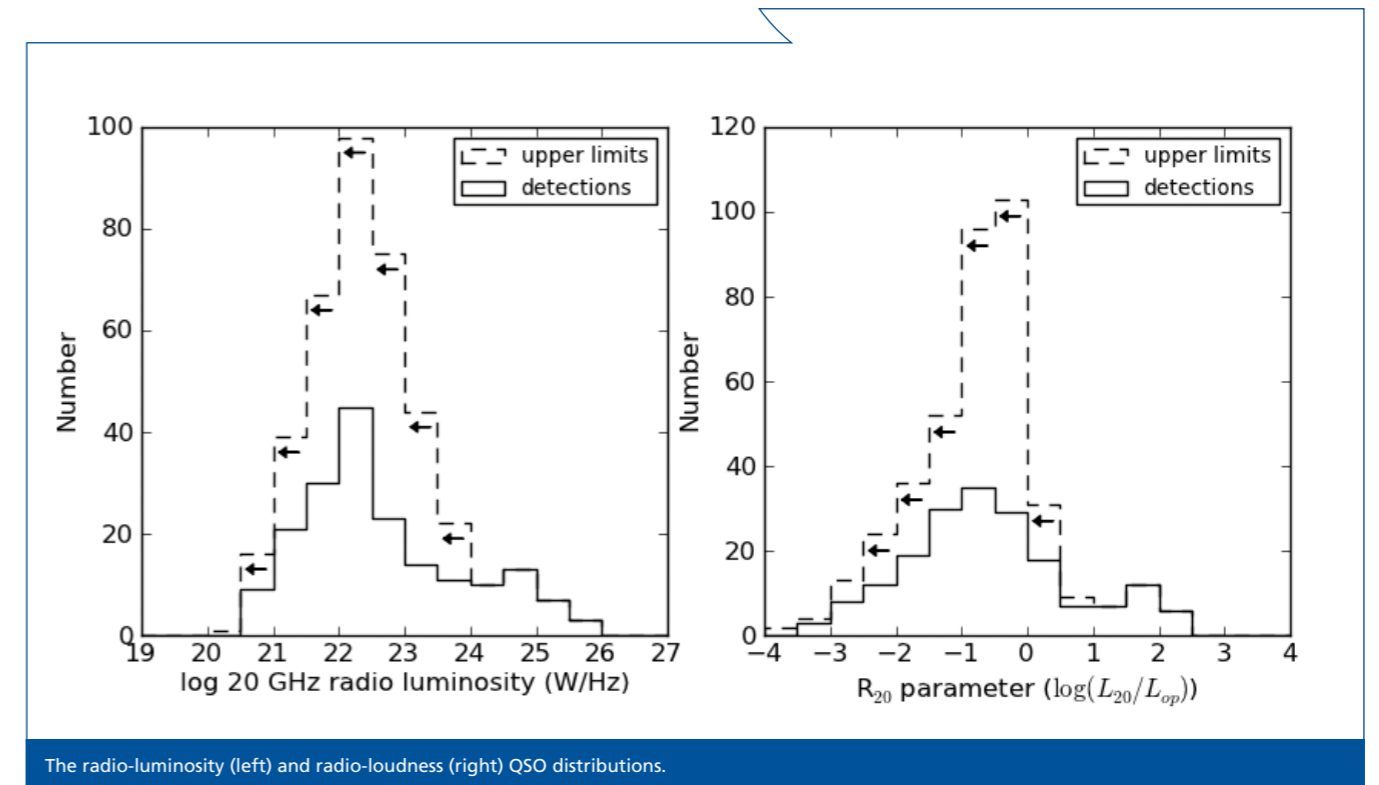 100
80
60
40
20
0
Number
19 20 21 22 23 24 25 26 27
log 20 GHz radio luminosity (W/Hz)
upper limits
detections
120
100
80
60
40
20
0
Number
−4 −3 −2 −1 0 1 2 3 4
R₂₀ parameter (log(L₂₀/Lₒₚ))
upper limits
detections
The radio-luminosity (left) and radio-loudness (right) QSO distributions.